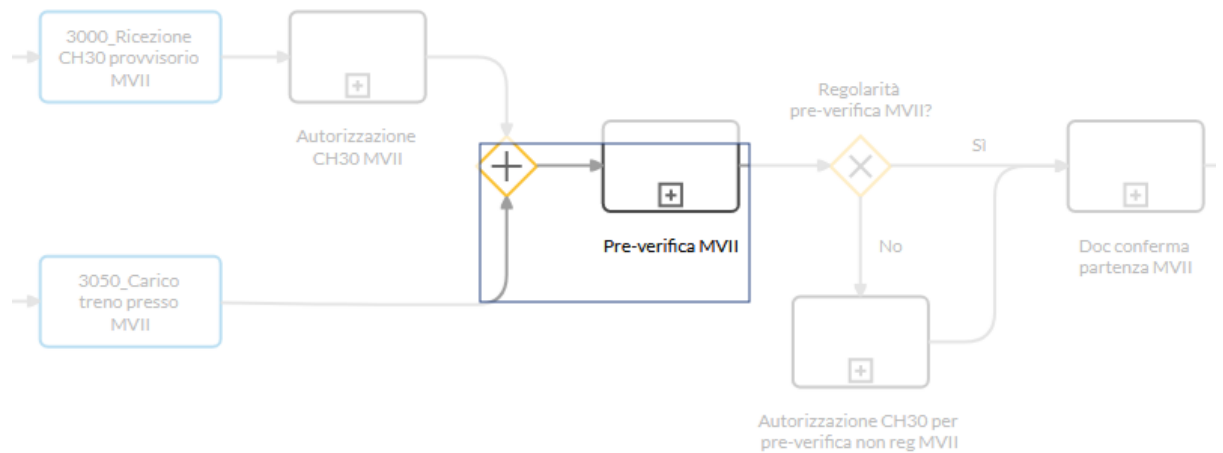 3000_Ricezione
CH30 provvisorio
MVII
Autorizzazione
CH30 MVII
Regolarità
pre-verifica MVII?
Sì
Pre-verifica MVII
No
Doc conferma
partenza MVII
3050_Carico
treno presso
MVII
Autorizzazione CH30 per
pre-verifica non reg MVII